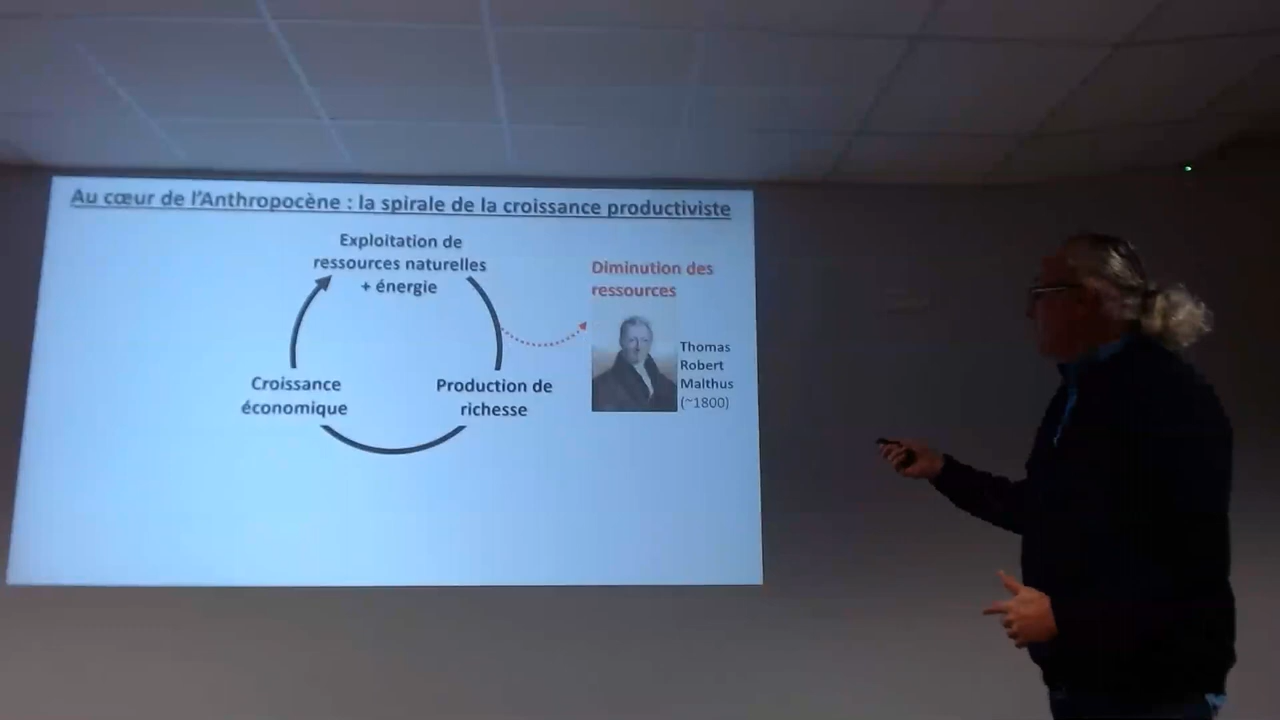 Au cœur de l'Anthropocène : la spirale de la croissance productiviste
Exploitation de
ressources naturelles
+ énergie
Diminution des
ressources
Thomas
Robert
Malthus
(~1800)
Croissance
économique
Production de
richesse